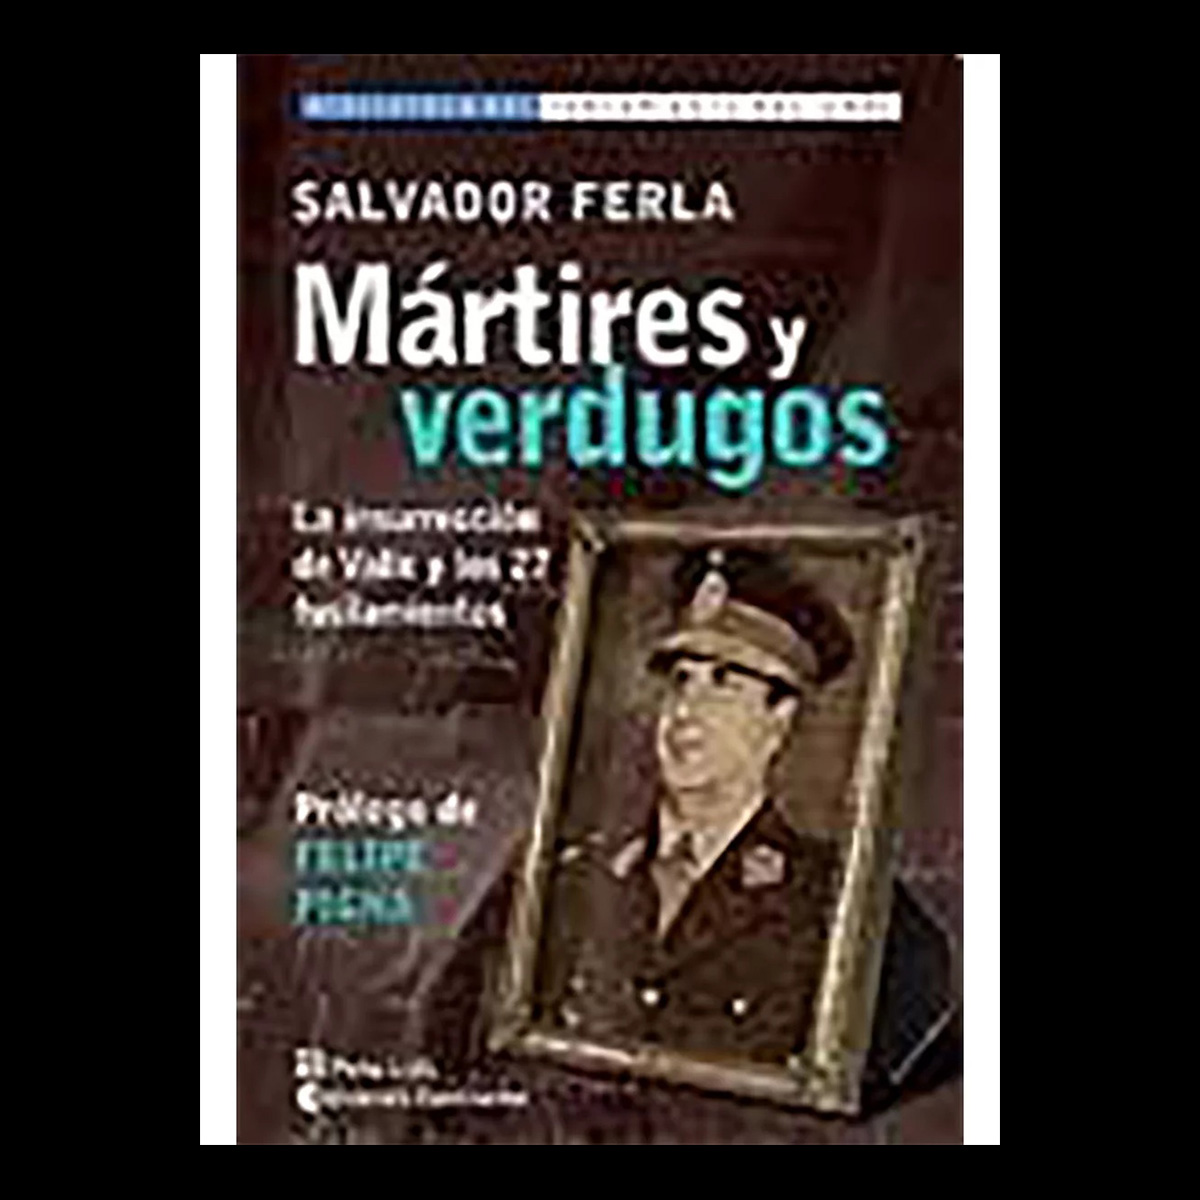 SALVADOR FERLA
Mártires y
verdugos
La insurrección
de Valle y los 27
fusilamientos
Prólogo de
FELIPE
PIGNA